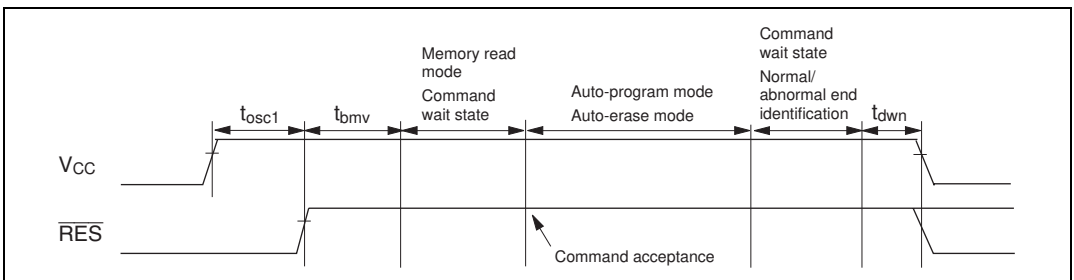 Memory read
mode
Command
wait state
Auto-program mode
Auto-erase mode
Command
wait state
Normal/
abnormal end
identification
tosc1
tbmv
tdwn
VCC
RES
Command acceptance